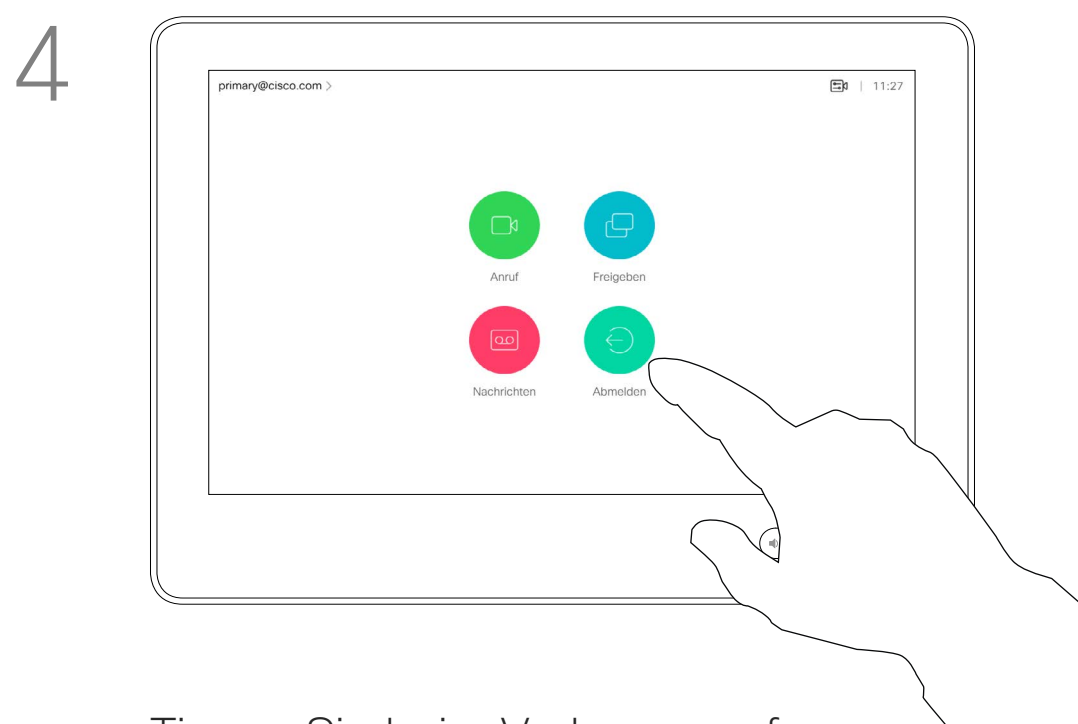 4
primary@cisco.com >
11:27
Anruf
Freigeben
Nachrichten
Abmelden